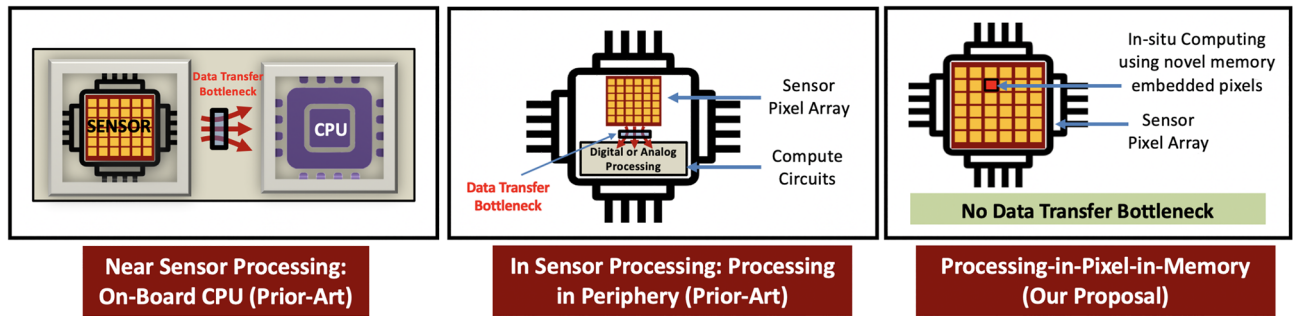 Data Transfer
Bottleneck
SENSOR
CPU
Near Sensor Processing:
On-Board CPU (Prior-Art)
Sensor
Pixel Array
Digital or Analog
Processing
Compute
Circuits
Data Transfer
Bottleneck
In Sensor Processing: Processing
in Periphery (Prior-Art)
In-situ Computing
using novel memory
embedded pixels
Sensor
Pixel Array
No Data Transfer Bottleneck
Processing-in-Pixel-in-Memory
(Our Proposal)